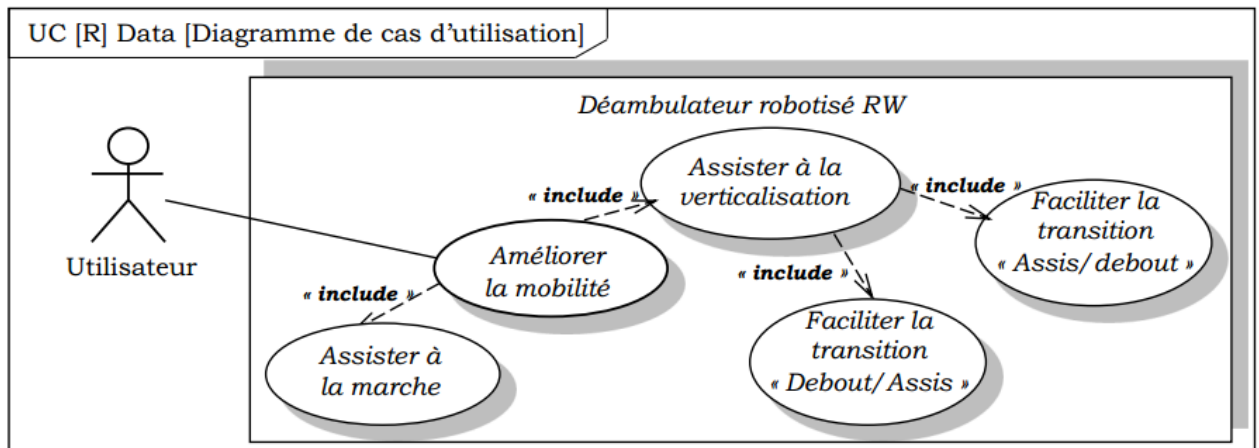 UC [R] Data [Diagramme de cas d'utilisation]
Déambulateur robotisé RW
Utilisateur
Améliorer
la mobilité
« include »
Assister à la
verticalisation
« include »
Faciliter la
transition
« Assis/debout »
« include »
Faciliter la
transition
« Debout/Assis »
« include »
Assister à
la marche